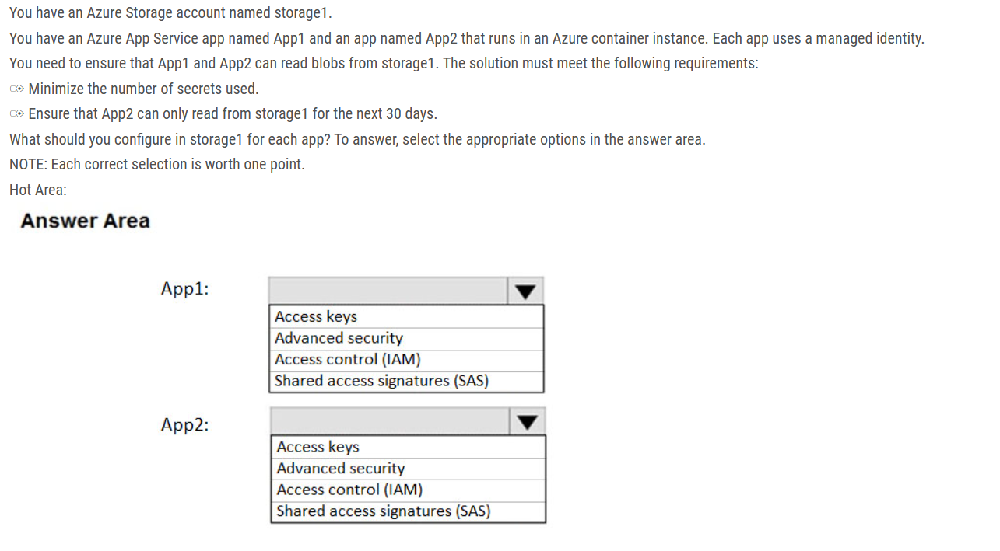 You have an Azure Storage account named storage1.
You have an Azure App Service app named App1 and an app named App2 that runs in an Azure container instance. Each app uses a managed identity.
You need to ensure that App1 and App2 can read blobs from storage1. The solution must meet the following requirements:
Minimize the number of secrets used.
Ensure that App2 can only read from storage1 for the next 30 days.
What should you configure in storage1 for each app? To answer, select the appropriate options in the answer area.
NOTE: Each correct selection is worth one point.
Hot Area:
Answer Area
App1:
Access keys
Advanced security
Access control (IAM)
Shared access signatures (SAS)
App2:
Access keys
Advanced security
Access control (IAM)
Shared access signatures (SAS)